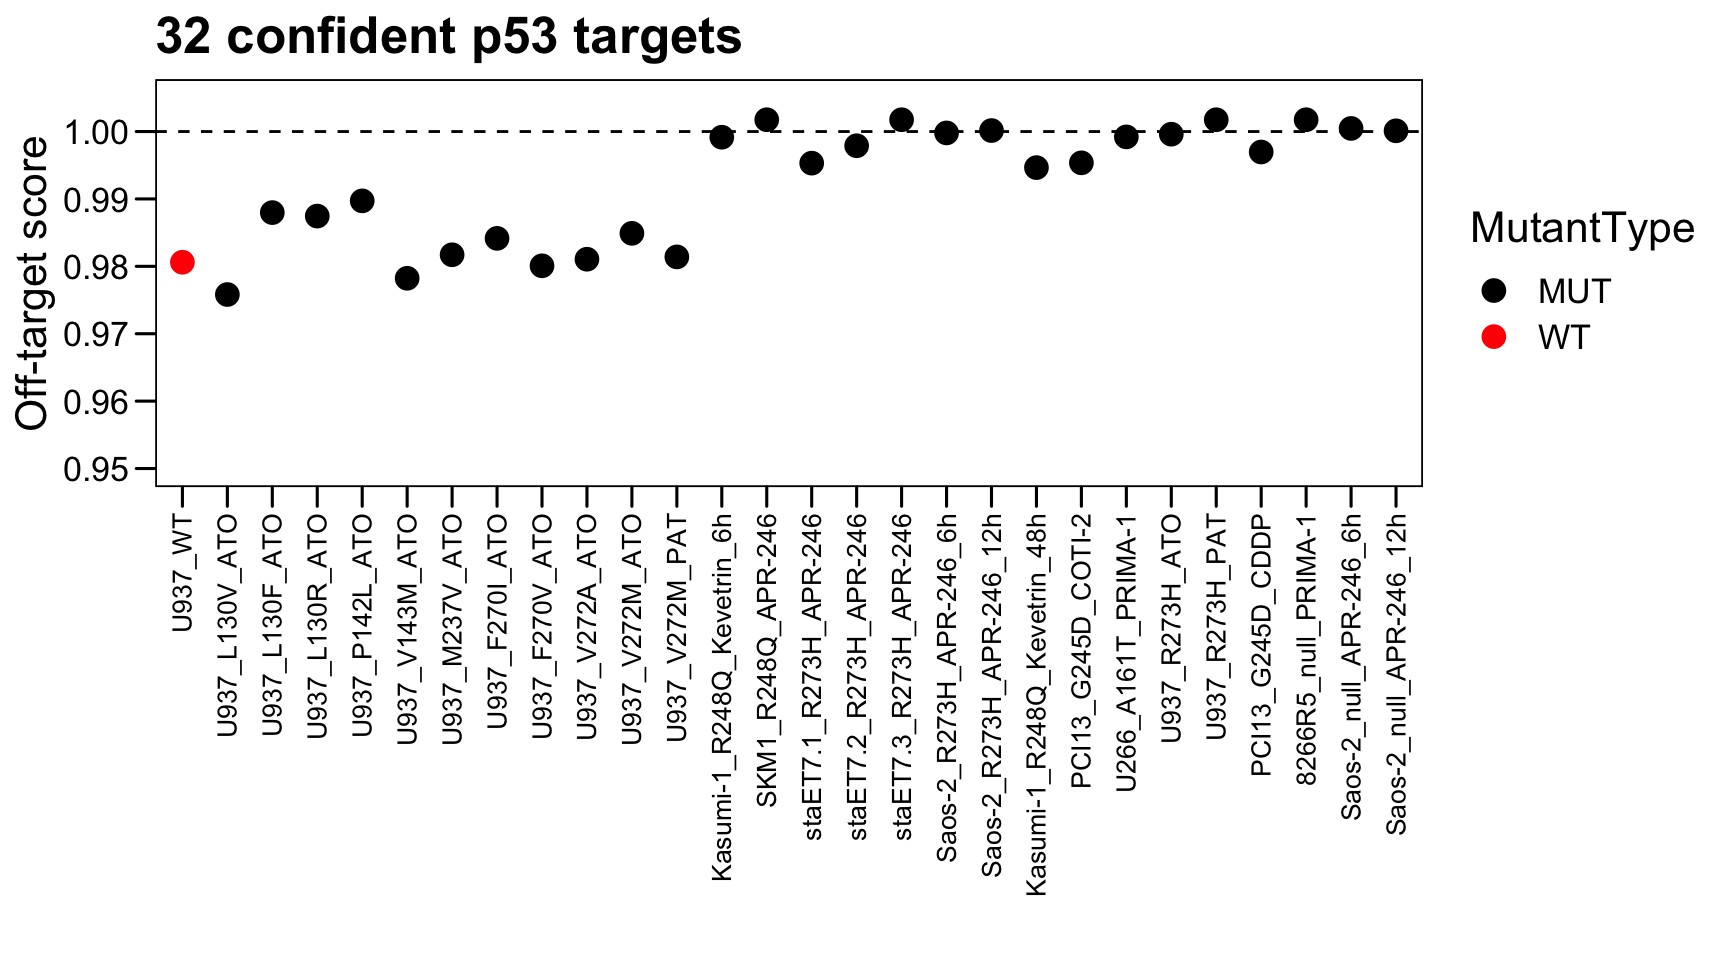 32 confident p53 targets
Off-target score
1.00
0.99
0.98
0.97
0.96
0.95
U937_WT
U937_L130V_ATO
U937_L130F_ATO
U937_L130R_ATO
U937_P142L_ATO
U937_V143M_ATO
U937_M237V_ATO
U937_F270I_ATO
U937_F270V_ATO
U937_V272A_ATO
U937_V272M_ATO
U937_V272M_PAT
Kasumi-1_R248Q_Kevetrin_6h
SKM1_R248Q_APR-246
staET7.1_R273H_APR-246
staET7.2_R273H_APR-246
staET7.3_R273H_APR-246
Saos-2_R273H_APR-246_6h
Saos-2_R273H_APR-246_12h
Kasumi-1_R248Q_Kevetrin_48h
PCI13_G245D_COTI-2
U266_A161T_PRIMA-1
U937_R273H_ATO
U937_R273H_PAT
PCI13_G245D_CDDP
8266R5_null_PRIMA-1
Saos-2_null_APR-246_6h
Saos-2_null_APR-246_12h
MutantType
MUT
WT